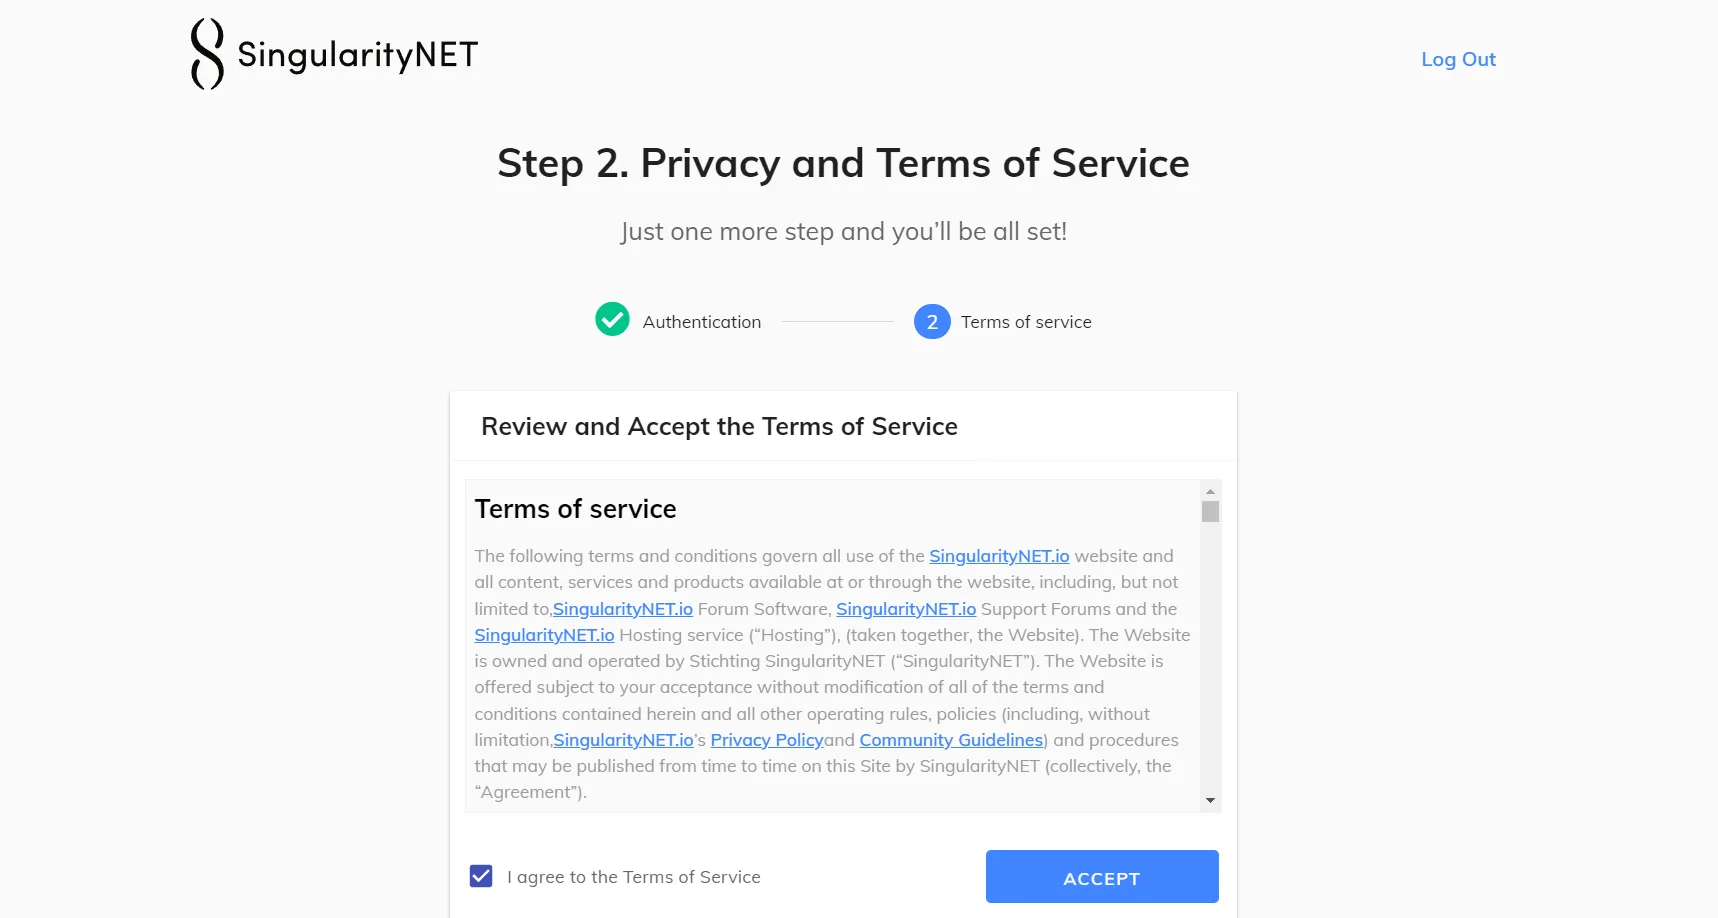 SingularityNET
Log Out
Step 2. Privacy and Terms of Service
Just one more step and you’ll be all set!
Authentication
2 Terms of service
Review and Accept the Terms of Service
Terms of service
The following terms and conditions govern all use of the SingularityNET.io website and
all content, services and products available at or through the website, including, but not
limited to,SingularityNET.io Forum Software, SingularityNET.io Support Forums and the
SingularityNET.io Hosting service (“Hosting”), (taken together, the Website). The Website
is owned and operated by Stichting SingularityNET (“SingularityNET”). The Website is
offered subject to your acceptance without modification of all of the terms and
conditions contained herein and all other operating rules, policies (including, without
limitation,SingularityNET.io’s Privacy Policyand Community Guidelines) and procedures
that may be published from time to time on this Site by SingularityNET (collectively, the
“Agreement”).
I agree to the Terms of Service
ACCEPT